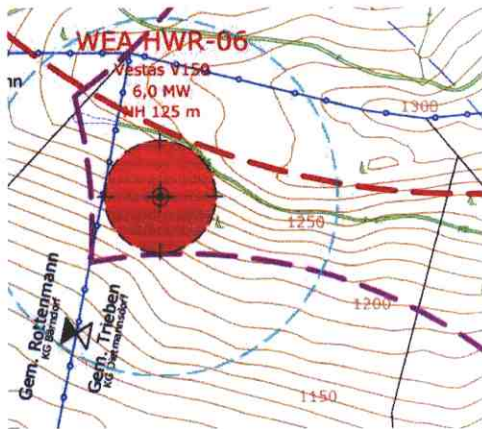 WEA HWR-06
Vestas V150
6,0 MW
NH 125 m
1300
1250
1200
1150
Gem. Rottenmann
KG Bärndorf
Gem. Trieben
KG Dietmannsdorf